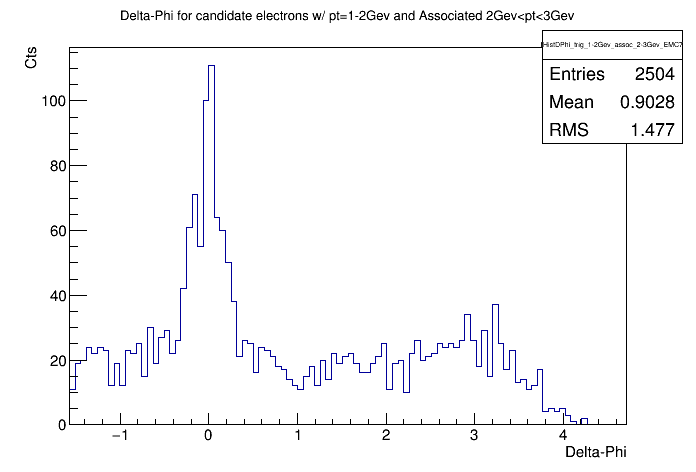 Delta-Phi for candidate electrons w/ pt=1-2Gev and Associated 2Gev<pt<3Gev
HistDPhi_trig_1-2Gev_assoc_2-3Gev_EMC7
Entries 2504
Mean 0.9028
RMS 1.477
Cts
100
80
60
40
20
0
−1 0 1 2 3 4
Delta-Phi